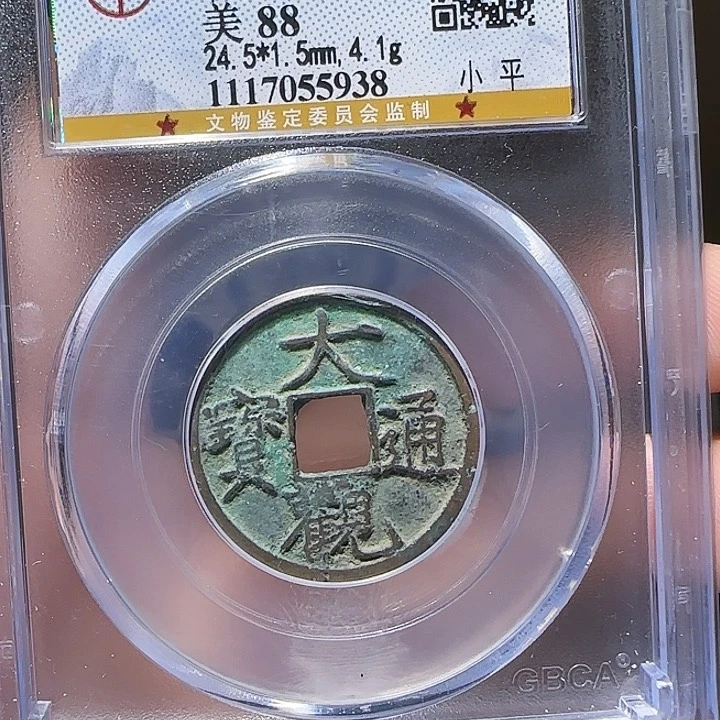 美 88
24.5*1.5mm,4.1g
1117055938 小平
文物鉴定委员会监制
大
寶 通
觀
GBCA